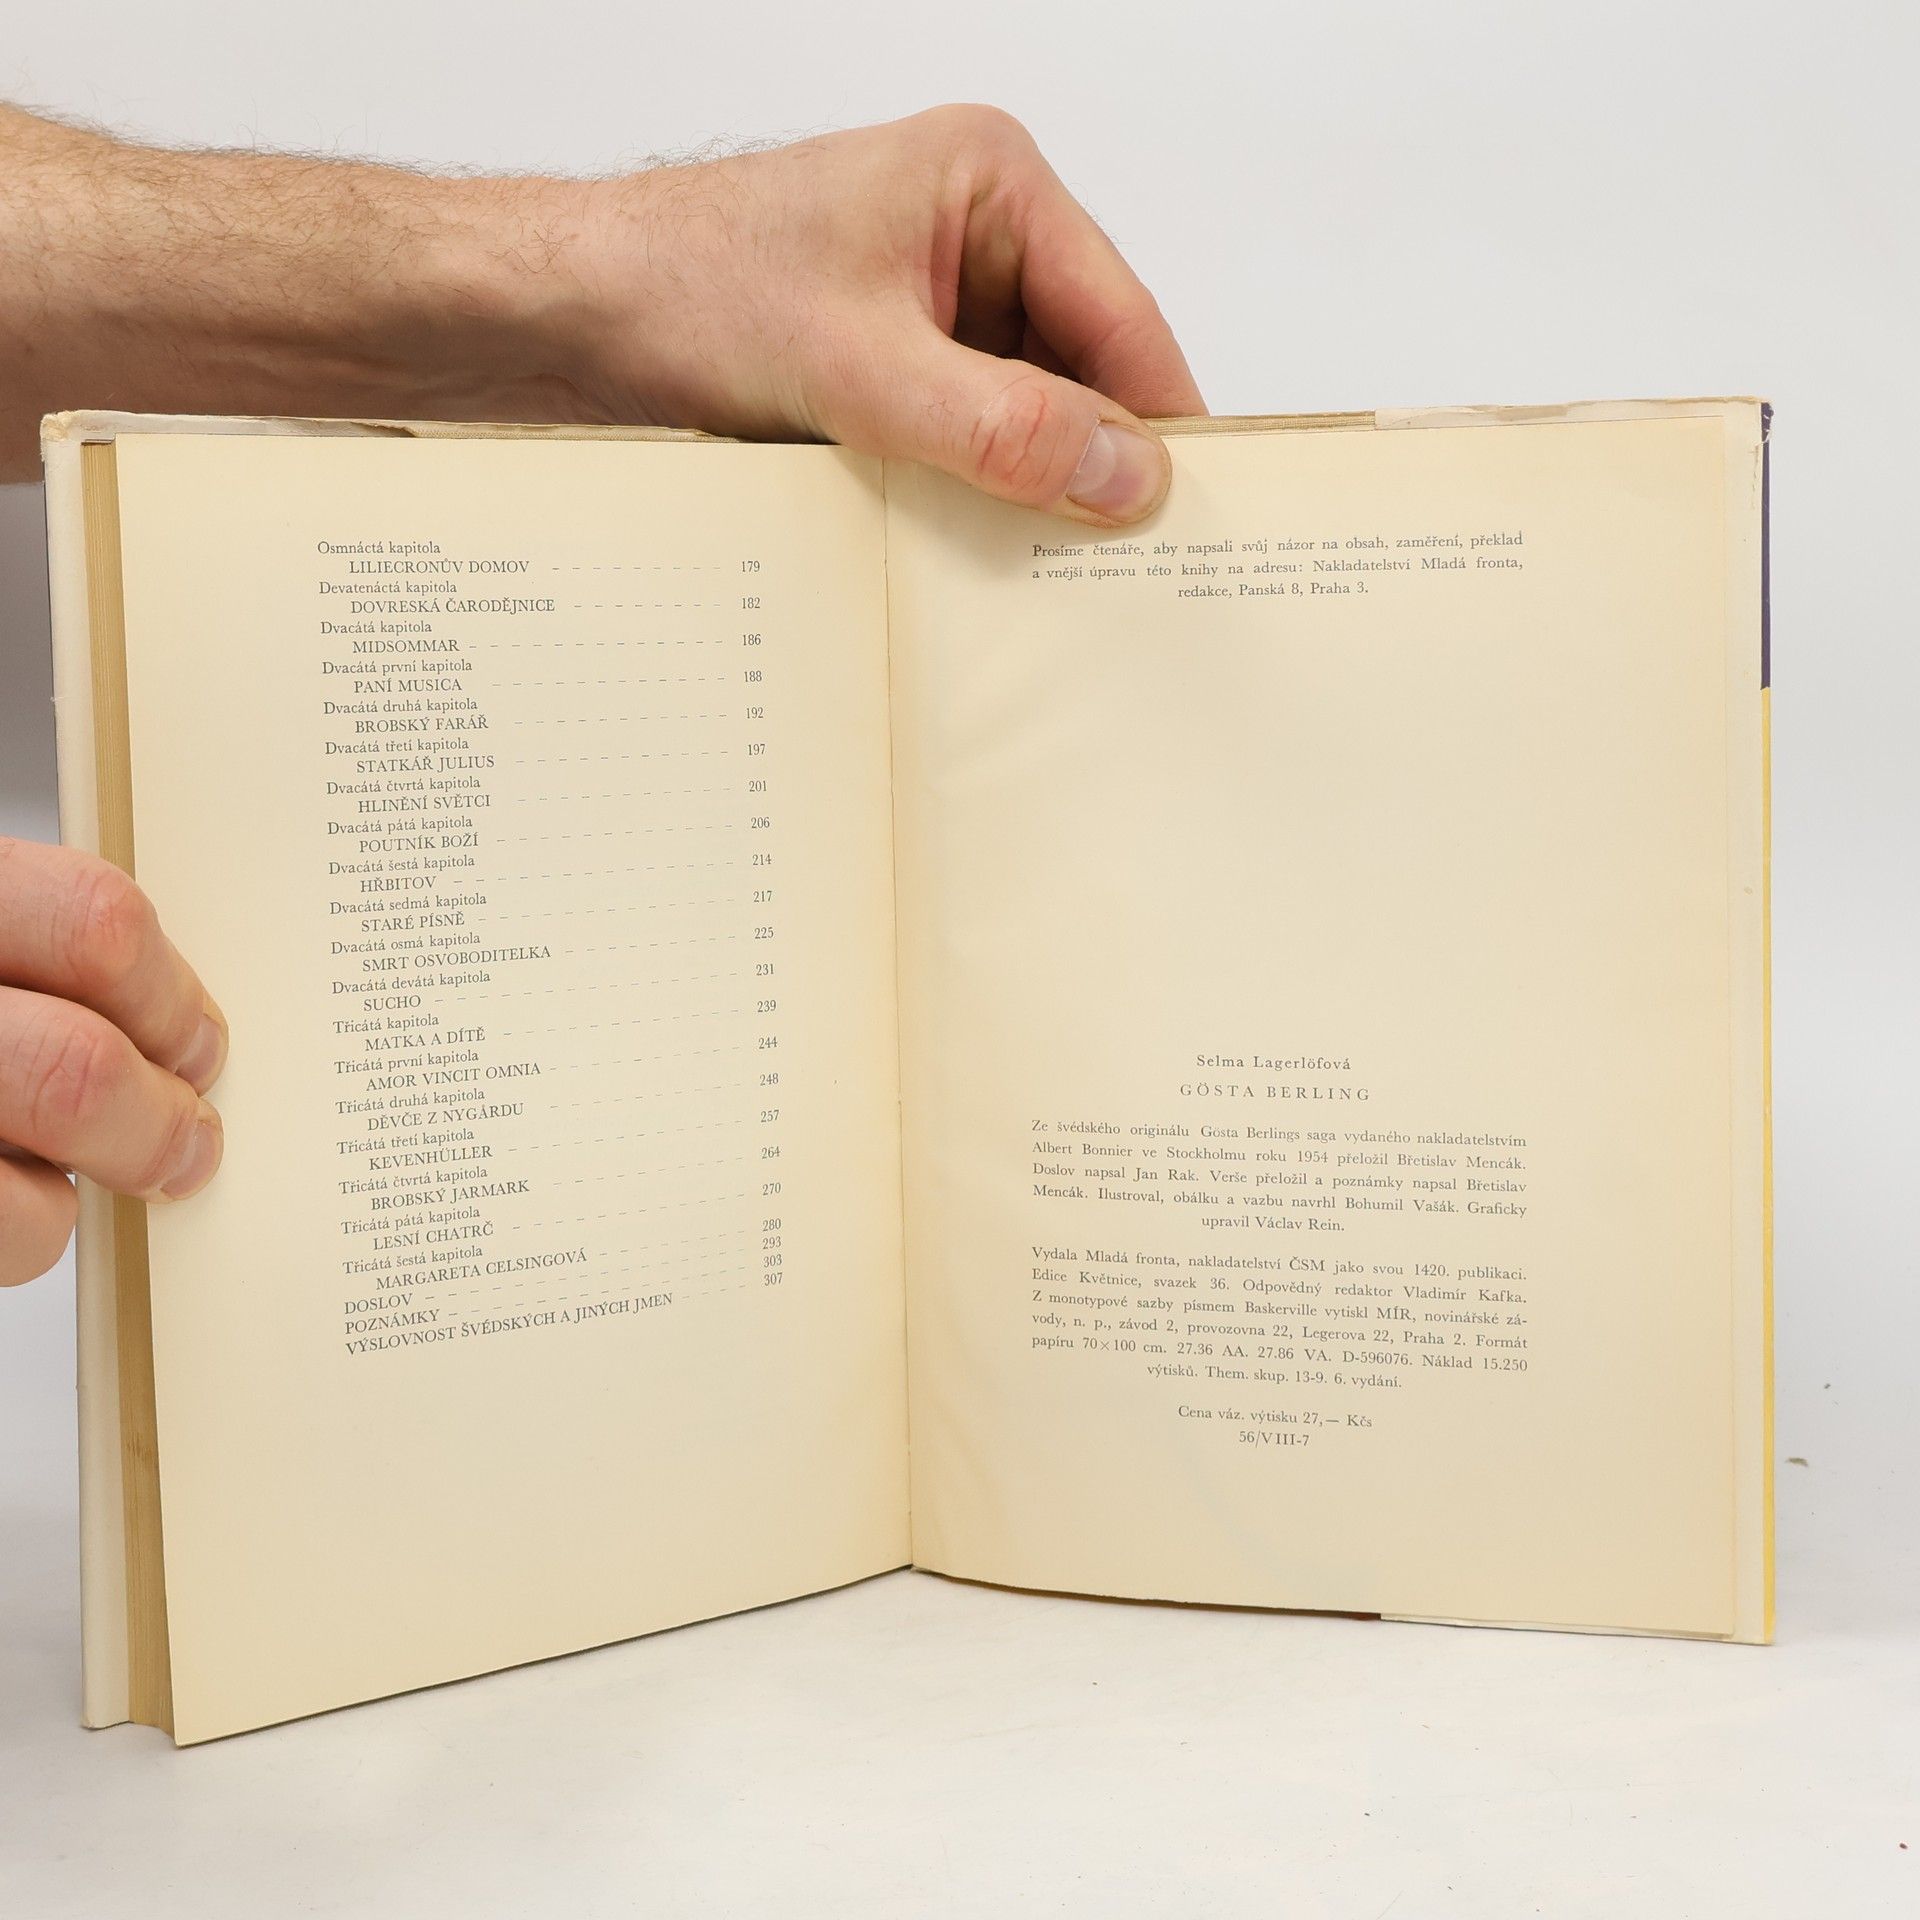 Osmnáctá kapitola
LILIECRONŮV DOMOV – – – – – – – – – 179
Devatenáctá kapitola
DOVRESKÁ ČARODĚJNICE – – – – – – – – 182
Dvacátá kapitola
MIDSOMMAR – – – – – – – – – – – – 186
Dvacátá první kapitola
PANÍ MUSICA – – – – – – – – – – – 188
Dvacátá druhá kapitola
BROBSKÝ FARÁŘ – – – – – – – – – – 192
Dvacátá třetí kapitola
STATKÁŘ JULIUS – – – – – – – – – – 197
Dvacátá čtvrtá kapitola
HLINĚNÍ SVĚTCI – – – – – – – – – – 201
Dvacátá pátá kapitola
POUTNÍK BOŽÍ – – – – – – – – – – – 206
Dvacátá šestá kapitola
HŘBITOV – – – – – – – – – – – – – 214
Dvacátá sedmá kapitola
STARÉ PÍSNĚ – – – – – – – – – – – – 217
Dvacátá osmá kapitola
SMRT OSVOBODITELKA – – – – – – – – 225
Dvacátá devátá kapitola
SUCHO – – – – – – – – – – – – – – 231
Třicátá kapitola
MATKA A DÍTĚ – – – – – – – – – – – 239
Třicátá první kapitola
AMOR VINCIT OMNIA – – – – – – – – – 244
Třicátá druhá kapitola
DĚVČE Z NYGÅRDU – – – – – – – – – 248
Třicátá třetí kapitola
KEVENHÜLLER – – – – – – – – – – – 257
Třicátá čtvrtá kapitola
BROBSKÝ JARMARK – – – – – – – – – 264
Třicátá pátá kapitola
LESNÍ CHATRČ – – – – – – – – – – – 270
Třicátá šestá kapitola
MARGARETA CELSINGOVÁ – – – – – – – 280
DOSLOV – – – – – – – – – – – – – – 293
POZNÁMKY – – – – – – – – – – – – – 303
VÝSLOVNOST ŠVÉDSKÝCH A JINÝCH JMEN – – – – 307
Prosíme čtenáře, aby napsali svůj názor na obsah, zaměření, překlad
a vnější úpravu této knihy na adresu: Nakladatelství Mladá fronta,
redakce, Panská 8, Praha 3.
Selma Lagerlöfová
GÖSTA BERLING
Ze švédského originálu Gösta Berlings saga vydaného nakladatelstvím
Albert Bonnier ve Stockholmu roku 1954 přeložil Břetislav Mencák.
Doslov napsal Jan Rak. Verše přeložil a poznámky napsal Břetislav
Mencák. Ilustroval, obálku a vazbu navrhl Bohumil Vašák. Graficky
upravil Václav Rein.
Vydala Mladá fronta, nakladatelství ČSM jako svou 1420. publikaci.
Edice Květnice, svazek 36. Odpovědný redaktor Vladimír Kafka.
Z monotypové sazby písmem Baskerville vytiskl MÍR, novinářské zá-
vody, n. p., závod 2, provozovna 22, Legerova 22, Praha 2. Formát
papíru 70×100 cm. 27.36 AA. 27.86 VA. D-596076. Náklad 15.250
výtisků. Them. skup. 13-9. 6. vydání.
Cena váz. výtisku 27,— Kčs
56/VIII-7